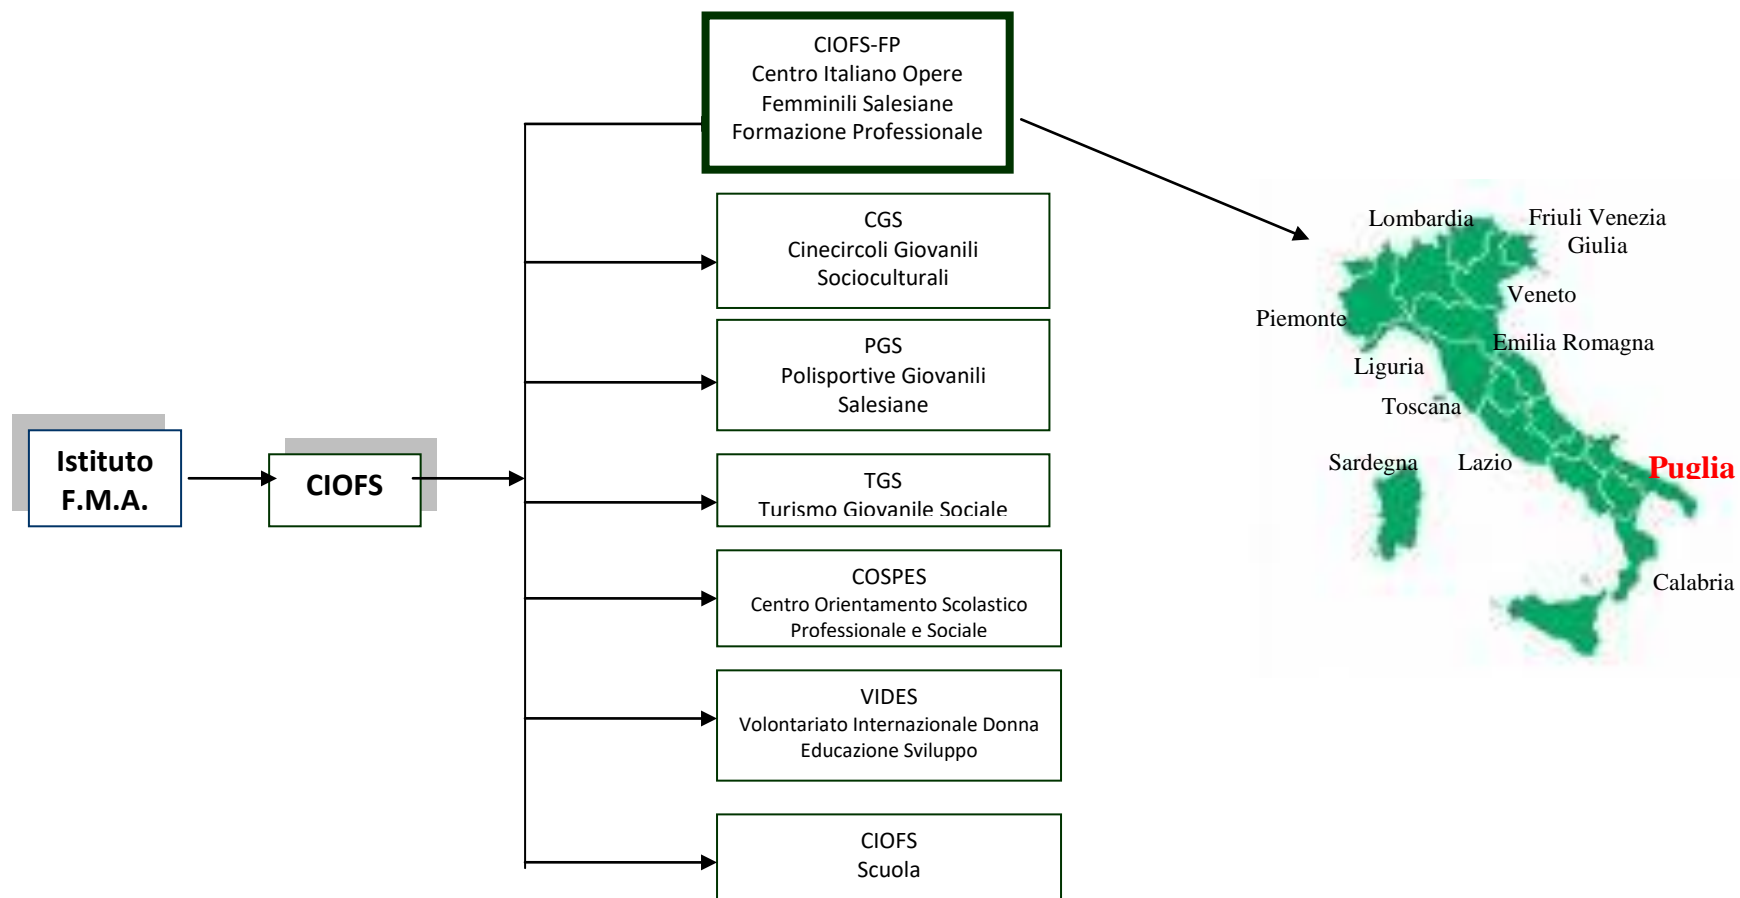 Istituto
F.M.A.
CIOFS
CIOFS-FP
Centro Italiano Opere
Femminili Salesiane
Formazione Professionale
CGS
Cinecircoli Giovanili
Socioculturali
PGS
Polisportive Giovanili
Salesiane
TGS
Turismo Giovanile Sociale
COSPES
Centro Orientamento Scolastico
Professionale e Sociale
VIDES
Volontariato Internazionale Donna
Educazione Sviluppo
CIOFS
Scuola
Lombardia
Friuli Venezia
Giulia
Veneto
Piemonte
Emilia Romagna
Liguria
Toscana
Sardegna
Lazio
Puglia
Calabria